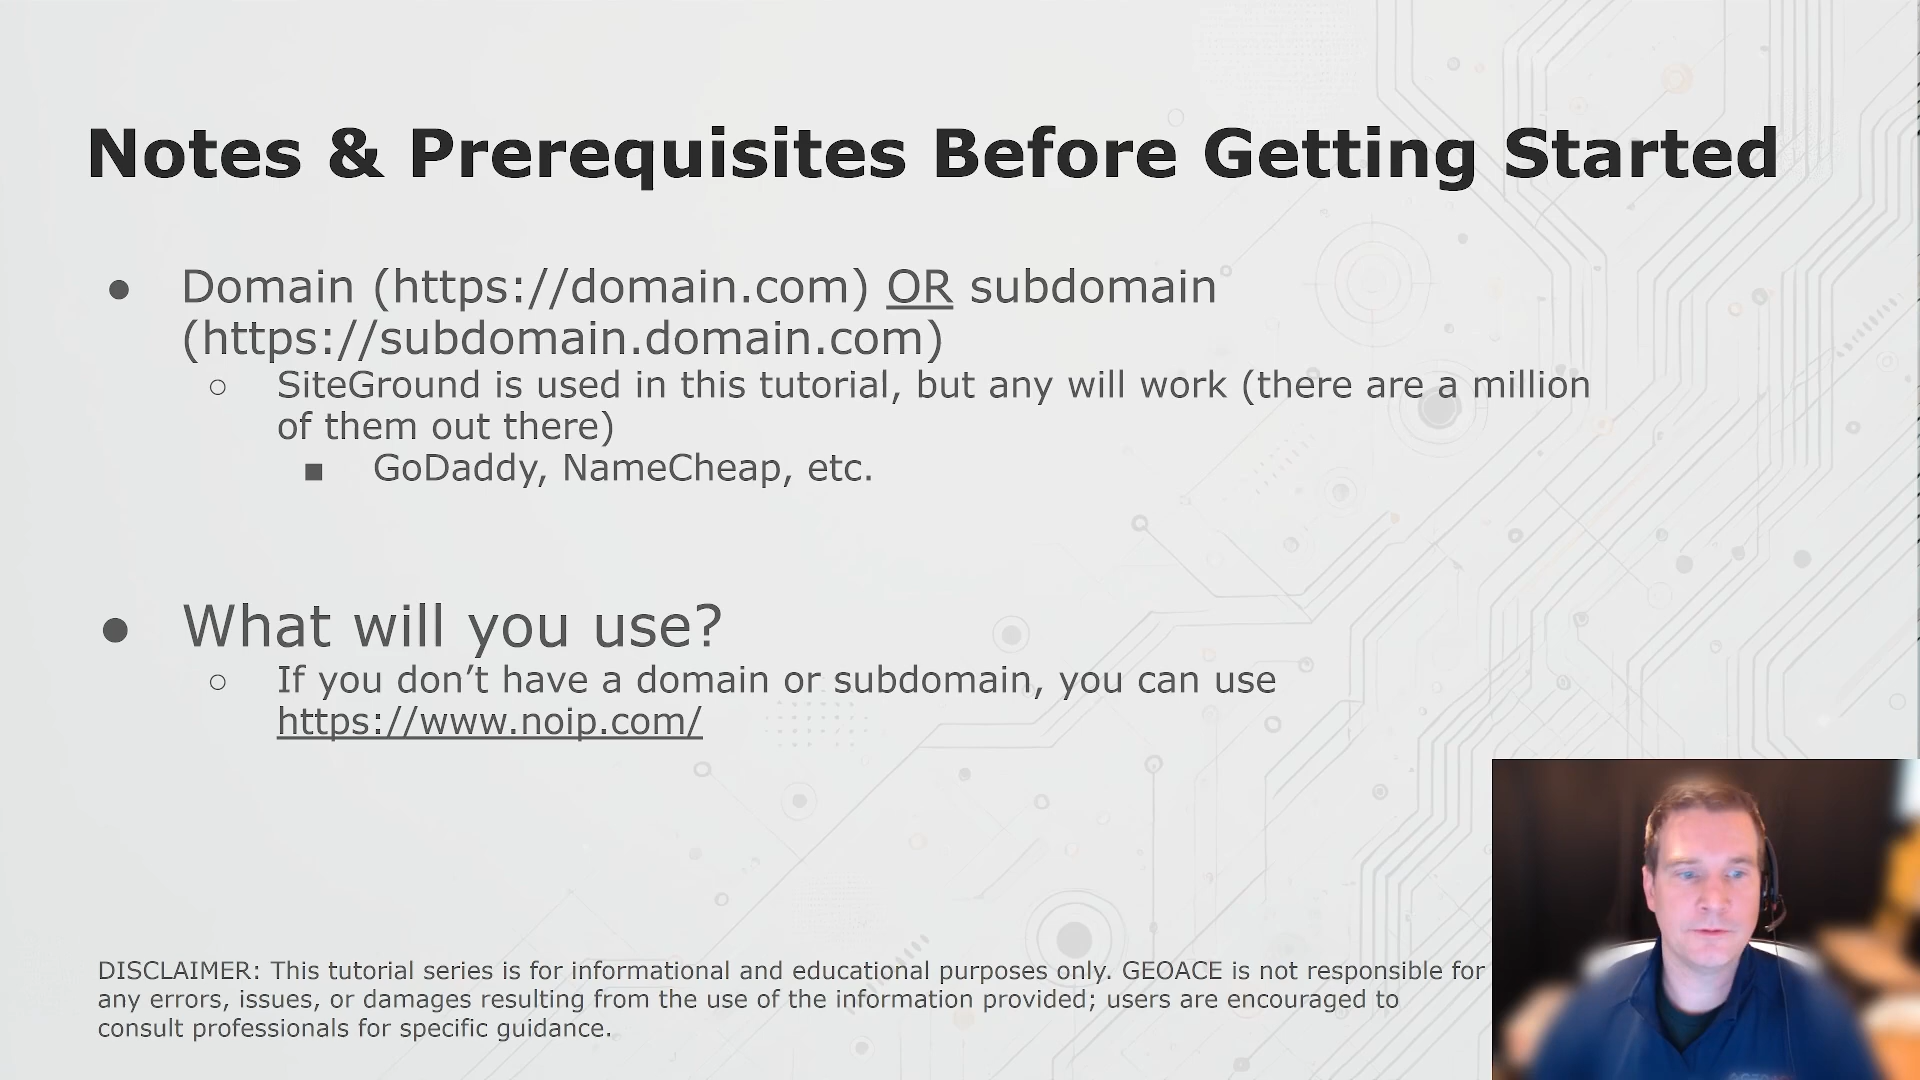 Notes & Prerequisites Before Getting Started
● Domain (https://domain.com) OR subdomain
(https://subdomain.domain.com)
○ SiteGround is used in this tutorial, but any will work (there are a million
of them out there)
■ GoDaddy, NameCheap, etc.
● What will you use?
○ If you don’t have a domain or subdomain, you can use
https://www.noip.com/
DISCLAIMER: This tutorial series is for informational and educational purposes only. GEOACE is not responsible for
any errors, issues, or damages resulting from the use of the information provided; users are encouraged to
consult professionals for specific guidance.